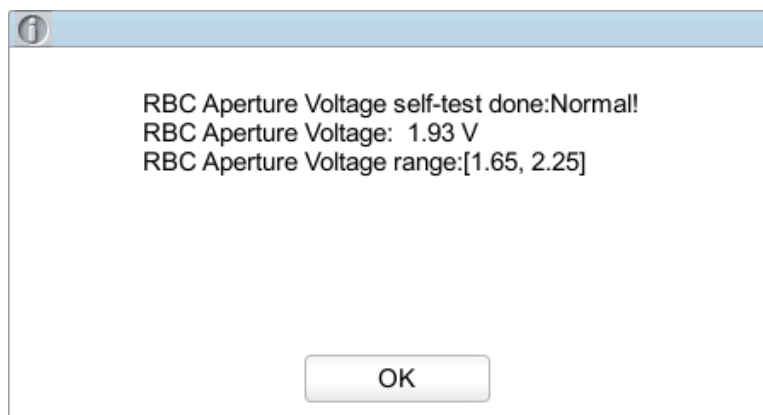 RBC Aperture Voltage self-test done:Normal!
RBC Aperture Voltage:  1.93 V
RBC Aperture Voltage range:[1.65, 2.25]
OK